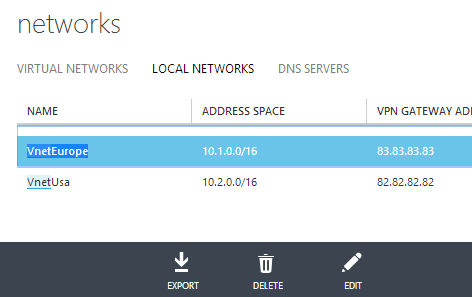 networks
VIRTUAL NETWORKS LOCAL NETWORKS DNS SERVERS
NAME ADDRESS SPACE VPN GATEWAY AD
VnetEurope 10.1.0.0/16 83.83.83.83
VnetUsa 10.2.0.0/16 82.82.82.82
EXPORT DELETE EDIT